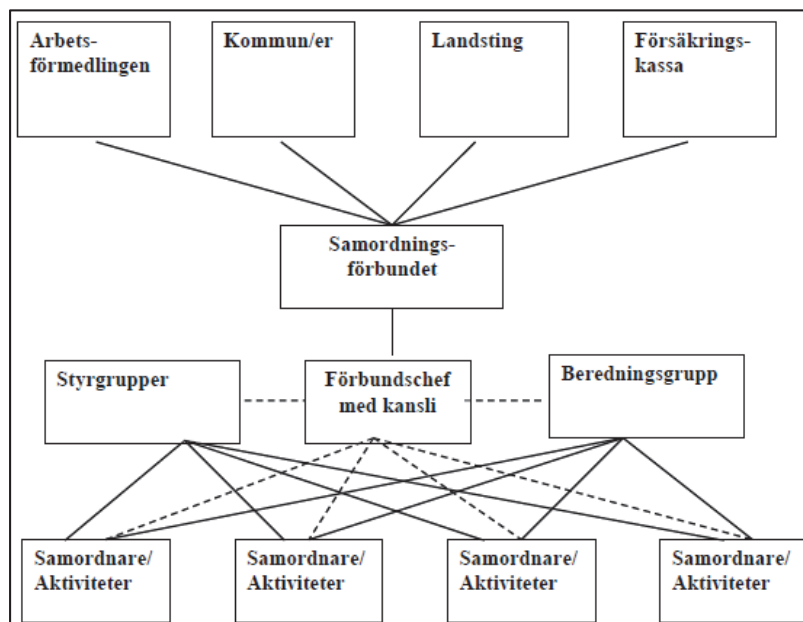 Arbets-
förmedlingen
Kommun/er
Landsting
Försäkrings-
kassa
Samordnings-
förbundet
Styrgrupper
Förbundschef
med kansli
Beredningsgrupp
Samordnare/
Aktiviteter
Samordnare/
Aktiviteter
Samordnare/
Aktiviteter
Samordnare/
Aktiviteter